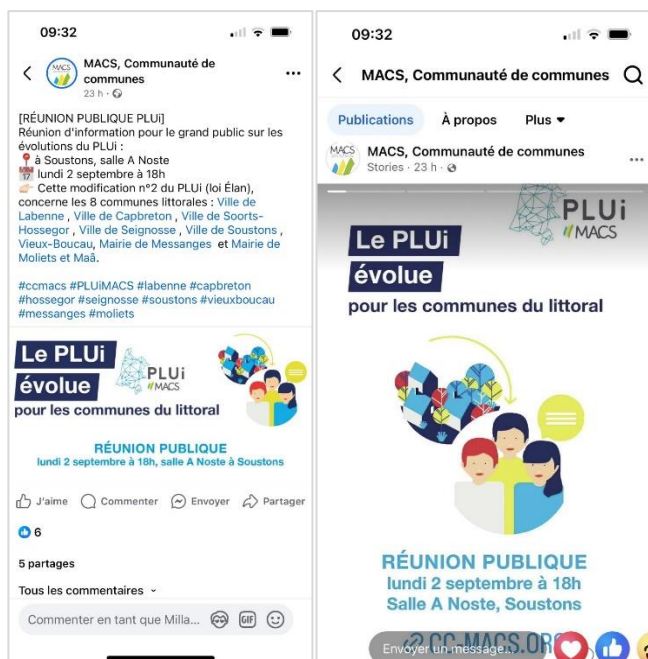 09:32
MACS
MACS, Communauté de
communes
23 h
[RÉUNION PUBLIQUE PLUi]
Réunion d'information pour le grand public sur les
évolutions du PLUi :
à Soustons, salle A Noste
lundi 2 septembre à 18h
Cette modification n°2 du PLUi (loi Élan),
concerne les 8 communes littorales : Ville de
Labenne , Ville de Capbreton , Ville de Soorts-
Hossegor , Ville de Seignosse , Ville de Soustons ,
Vieux-Boucau, Mairie de Messanges et Mairie de
Moliets et Maâ.
#ccmacs #PLUiMACS #labenne #capbreton
#hossegor #seignosse #soustons #vieuxboucau
#messanges #moliets
Le PLUi
évolue
pour les communes du littoral
PLUi
MACS
RÉUNION PUBLIQUE
lundi 2 septembre à 18h, salle A Noste à Soustons
J'aime Commenter Envoyer Partager
6
5 partages
Tous les commentaires
Commenter en tant que Milla... GIF
09:32
MACS, Communauté de communes
Publications À propos Plus
MACS
MACS, Communauté de communes
Stories · 23 h
PLUi
MACS
Le PLUi
évolue
pour les communes du littoral
RÉUNION PUBLIQUE
lundi 2 septembre à 18h
Salle A Noste, Soustons
CC-MACS.OR
Envoyer un message...